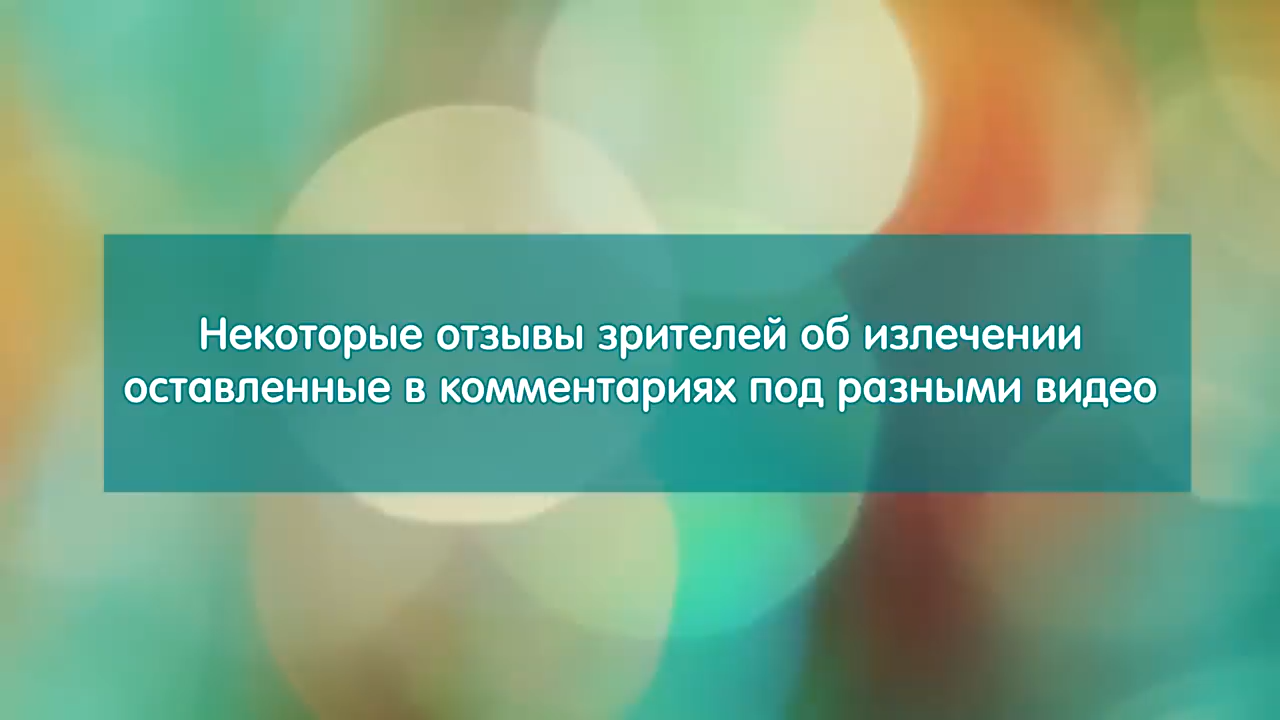 Некоторые отзывы зрителей об излечении
оставленные в комментариях под разными видео